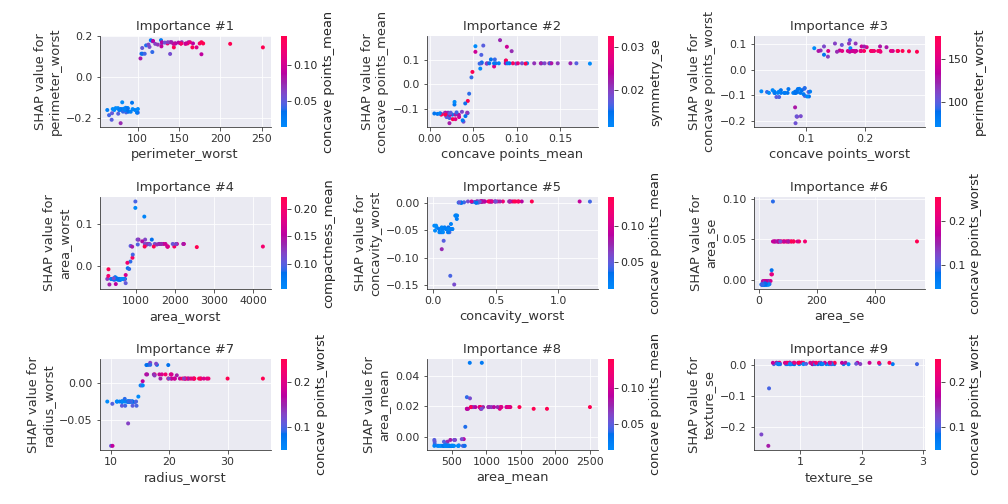 Importance #1
SHAP value for
perimeter_worst
0.2
0.0
−0.2
100
150
200
250
perimeter_worst
0.10
0.05
concave points_mean
Importance #2
SHAP value for
concave points_mean
0.1
0.0
−0.1
0.00
0.05
0.10
0.15
concave points_mean
0.03
0.02
symmetry_se
Importance #3
SHAP value for
concave points_worst
0.1
0.0
−0.1
−0.2
0.1
0.2
concave points_worst
150
100
perimeter_worst
Importance #4
SHAP value for
area_worst
0.1
0.0
1000
2000
3000
4000
area_worst
0.20
0.15
0.10
compactness_mean
Importance #5
SHAP value for
concavity_worst
0.00
−0.05
−0.10
−0.15
0.0
0.5
1.0
concavity_worst
0.10
0.05
concave points_mean
Importance #6
SHAP value for
area_se
0.10
0.05
0.00
0
200
400
area_se
0.2
0.1
concave points_worst
Importance #7
SHAP value for
radius_worst
0.00
−0.05
10
20
30
radius_worst
0.2
0.1
concave points_worst
Importance #8
SHAP value for
area_mean
0.04
0.02
0.00
500
1000
1500
2000
2500
area_mean
0.10
0.05
concave points_mean
Importance #9
SHAP value for
texture_se
0.0
−0.1
−0.2
1
2
3
texture_se
0.2
0.1
concave points_worst